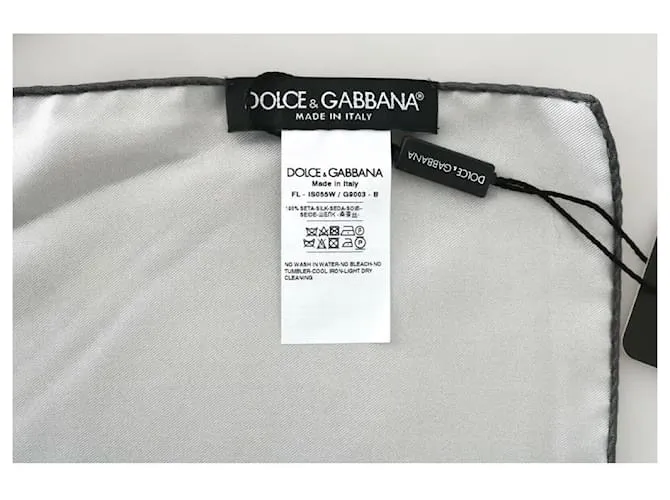 DOLCE & GABBANA®
MADE IN ITALY
DOLCE & GABBANA
DOLCE & GABBANA
Made in Italy
FL - IS055W / G9003 - B
100% SETA-SILK-SEDA-SOIE-
SEIDE-
NO WASH IN WATER-NO BLEACH-NO
TUMBLER-COOL IRON-LIGHT DRY
CLEANING